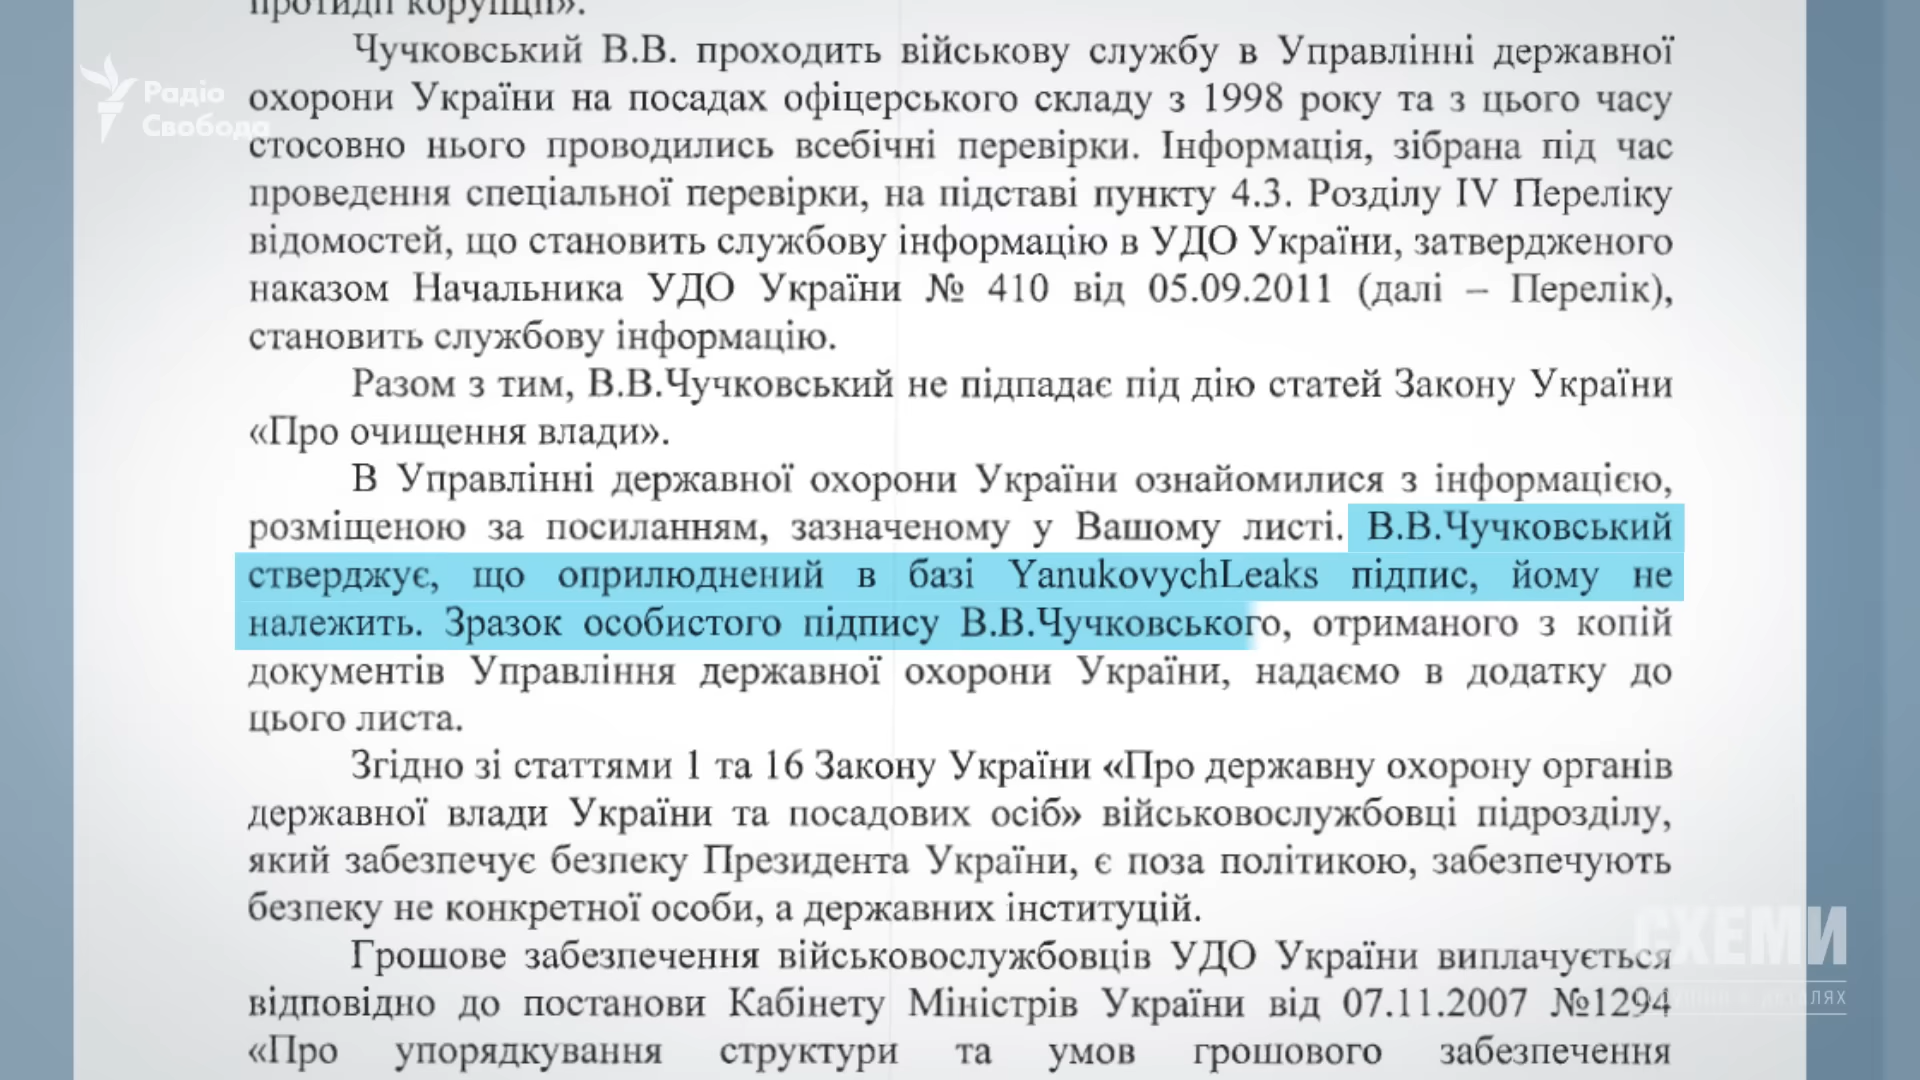 протидії корупції».
Чучковський В.В. проходить військову службу в Управлінні державної
охорони України на посадах офіцерського складу з 1998 року та з цього часу
стосовно нього проводились всебічні перевірки. Інформація, зібрана під час
проведення спеціальної перевірки, на підставі пункту 4.3. Розділу IV Переліку
відомостей, що становить службову інформацію в УДО України, затвердженого
наказом Начальника УДО України № 410 від 05.09.2011 (далі – Перелік),
становить службову інформацію.
Разом з тим, В.В.Чучковський не підпадає під дію статей Закону України
«Про очищення влади».
В Управлінні державної охорони України ознайомилися з інформацією,
розміщеною за посиланням, зазначеному у Вашому листі. В.В.Чучковський
стверджує, що оприлюднений в базі YanukovychLeaks підпис, йому не
належить. Зразок особистого підпису В.В.Чучковського, отриманого з копій
документів Управління державної охорони України, надаємо в додатку до
цього листа.
Згідно зі статтями 1 та 16 Закону України «Про державну охорону органів
державної влади України та посадових осіб» військовослужбовці підрозділу,
який забезпечує безпеку Президента України, є поза політикою, забезпечують
безпеку не конкретної особи, а державних інституцій.
Грошове забезпечення військовослужбовців УДО України виплачується
відповідно до постанови Кабінету Міністрів України від 07.11.2007 №1294
«Про упорядкування структури та умов грошового забезпечення
Радіо
Свобода
СХЕМИ